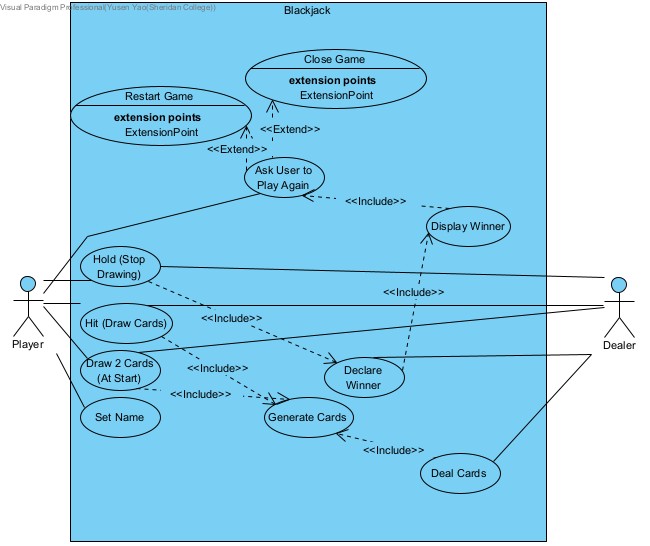 Visual Paradigm Professional(Yusen Yao(Sheridan College))
Blackjack
Close Game
extension points
ExtensionPoint
Restart Game
extension points
ExtensionPoint
<<Extend>>
<<Extend>>
Ask User to
Play Again
<<Include>>
Display Winner
Hold (Stop
Drawing)
<<Include>>
Player
Dealer
Hit (Draw Cards)
<<Include>>
Draw 2 Cards
(At Start)
<<Include>>
Declare
Winner
<<Include>>
Set Name
Generate Cards
<<Include>>
Deal Cards